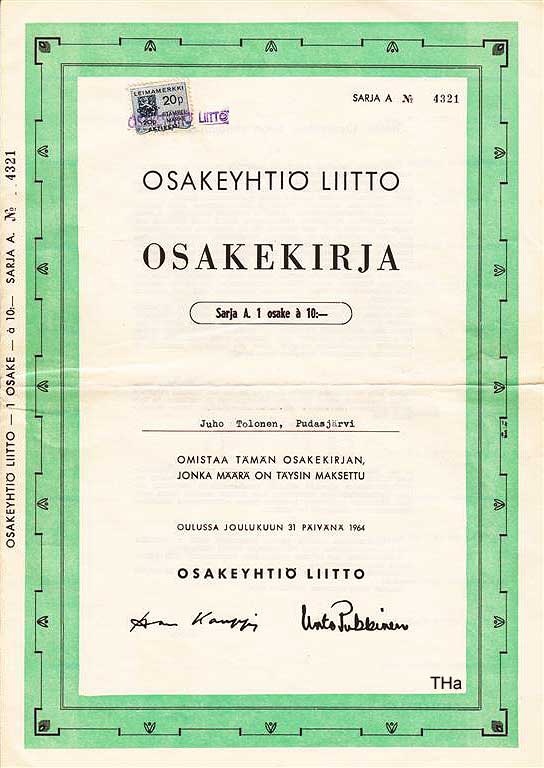 LEIMAMERKKI
20p
LIITTO
SARJA A № 4321
OSAKEYHTIÖ LIITTO
OSAKEKIRJA
Sarja A. 1 osake à 10:—
Juho Tolonen, Pudasjärvi
OMISTAA TÄMÄN OSAKEKIRJAN,
JONKA MÄÄRÄ ON TÄYSIN MAKSETTU
OULUSSA JOULUKUUN 31 PÄIVÄNÄ 1964
OSAKEYHTIÖ LIITTO
Unto Pukkinen
THa
OSAKEYHTIÖ LIITTO — 1 OSAKE — à 10:— SARJA A. № 4321